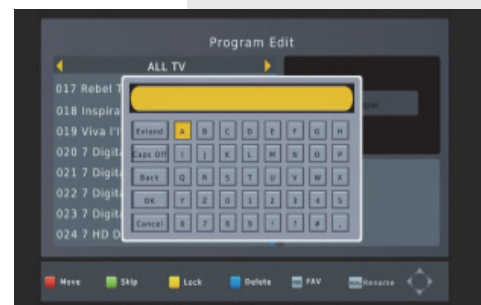 Program Edit
ALL TV
017 Rebel T
018 Inspira
019 Viva l'I
020 7 Digit
021 7 Digit
022 7 Digit
023 7 Digit
024 7 HD D
Extend A B C D E F G H
Caps Off I J K L M N O P
Back Q R S T U V W X
OK Y Z 0 1 2 3 4 5
Cancel 6 7 8 9
Move Skip Lock Delete FAV Rename